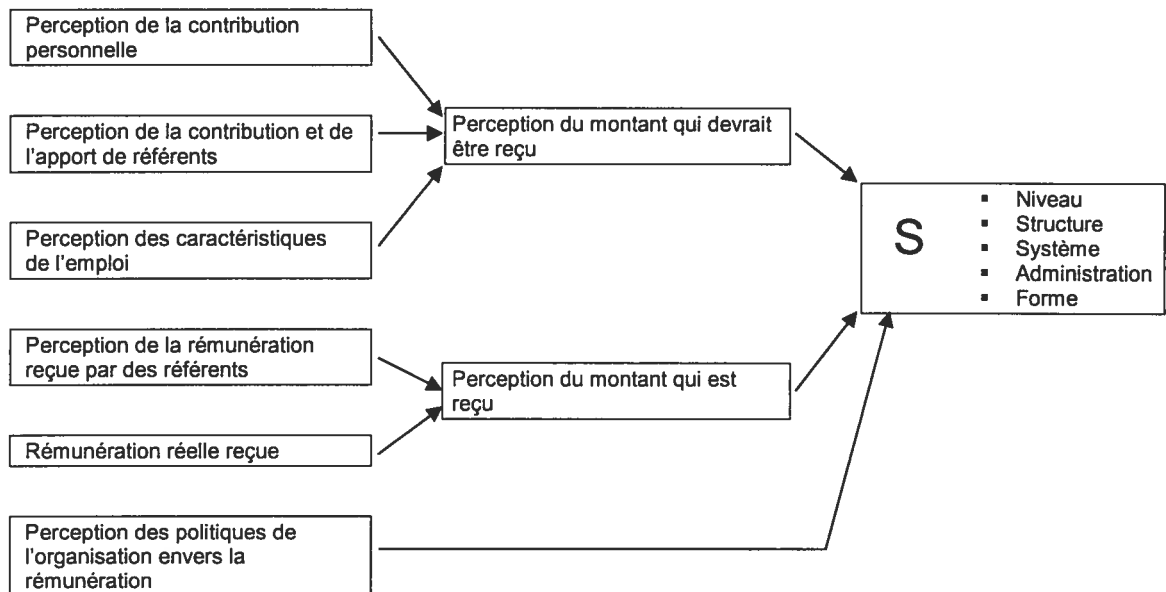 Perception de la contribution
personnelle
Perception de la contribution et de
l'apport de référents
Perception des caractéristiques
de l'emploi
Perception de la rémunération
reçue par des référents
Rémunération réelle reçue
Perception des politiques de
l'organisation envers la
rémunération
Perception du montant qui devrait
être reçu
Perception du montant qui est
reçu
S
▪ Niveau
▪ Structure
▪ Système
▪ Administration
▪ Forme